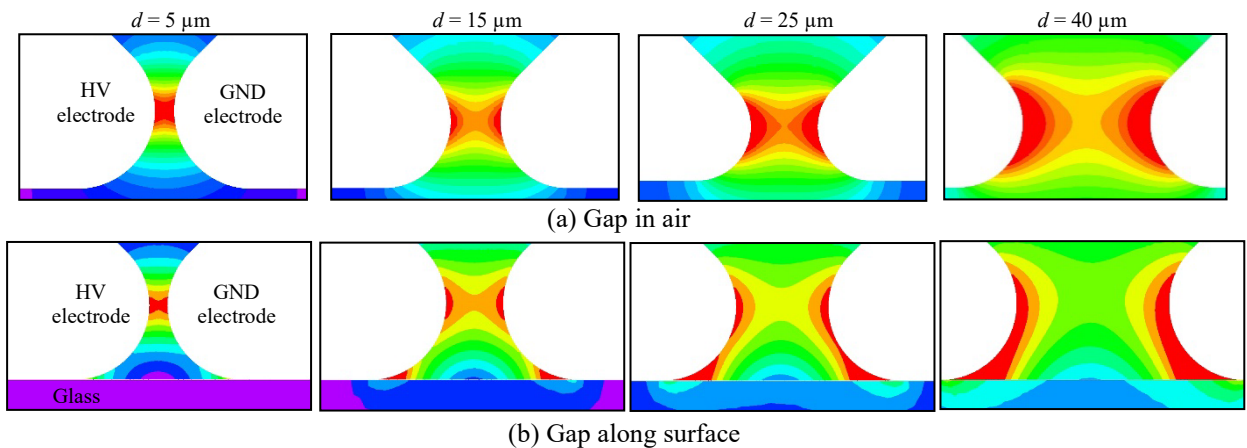 d = 5 µm d = 15 µm d = 25 µm d = 40 µm
HV electrode
GND electrode
(a) Gap in air
HV electrode
GND electrode
Glass
(b) Gap along surface